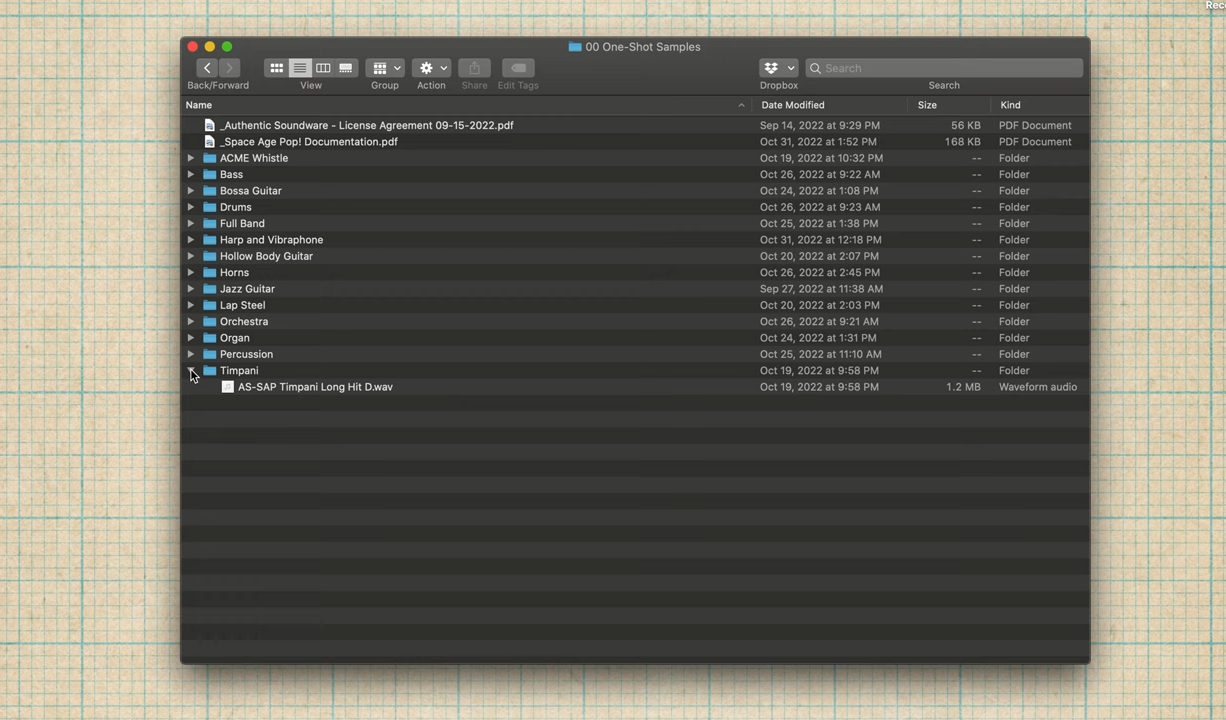 Rec
00 One-Shot Samples
Search
Back/Forward View Group Action Share Edit Tags Dropbox Search
Name Date Modified Size Kind
_Authentic Soundware - License Agreement 09-15-2022.pdf Sep 14, 2022 at 9:29 PM 56 KB PDF Document
_Space Age Pop! Documentation.pdf Oct 31, 2022 at 1:52 PM 168 KB PDF Document
ACME Whistle Oct 19, 2022 at 10:32 PM -- Folder
Bass Oct 26, 2022 at 9:22 AM -- Folder
Bossa Guitar Oct 24, 2022 at 1:08 PM -- Folder
Drums Oct 26, 2022 at 9:23 AM -- Folder
Full Band Oct 25, 2022 at 1:38 PM -- Folder
Harp and Vibraphone Oct 31, 2022 at 12:18 PM -- Folder
Hollow Body Guitar Oct 20, 2022 at 2:07 PM -- Folder
Horns Oct 26, 2022 at 2:45 PM -- Folder
Jazz Guitar Sep 27, 2022 at 11:38 AM -- Folder
Lap Steel Oct 20, 2022 at 2:03 PM -- Folder
Orchestra Oct 26, 2022 at 9:21 AM -- Folder
Organ Oct 24, 2022 at 1:31 PM -- Folder
Percussion Oct 25, 2022 at 11:10 AM -- Folder
Timpani Oct 19, 2022 at 9:58 PM -- Folder
AS-SAP Timpani Long Hit D.wav Oct 19, 2022 at 9:58 PM 1.2 MB Waveform audio